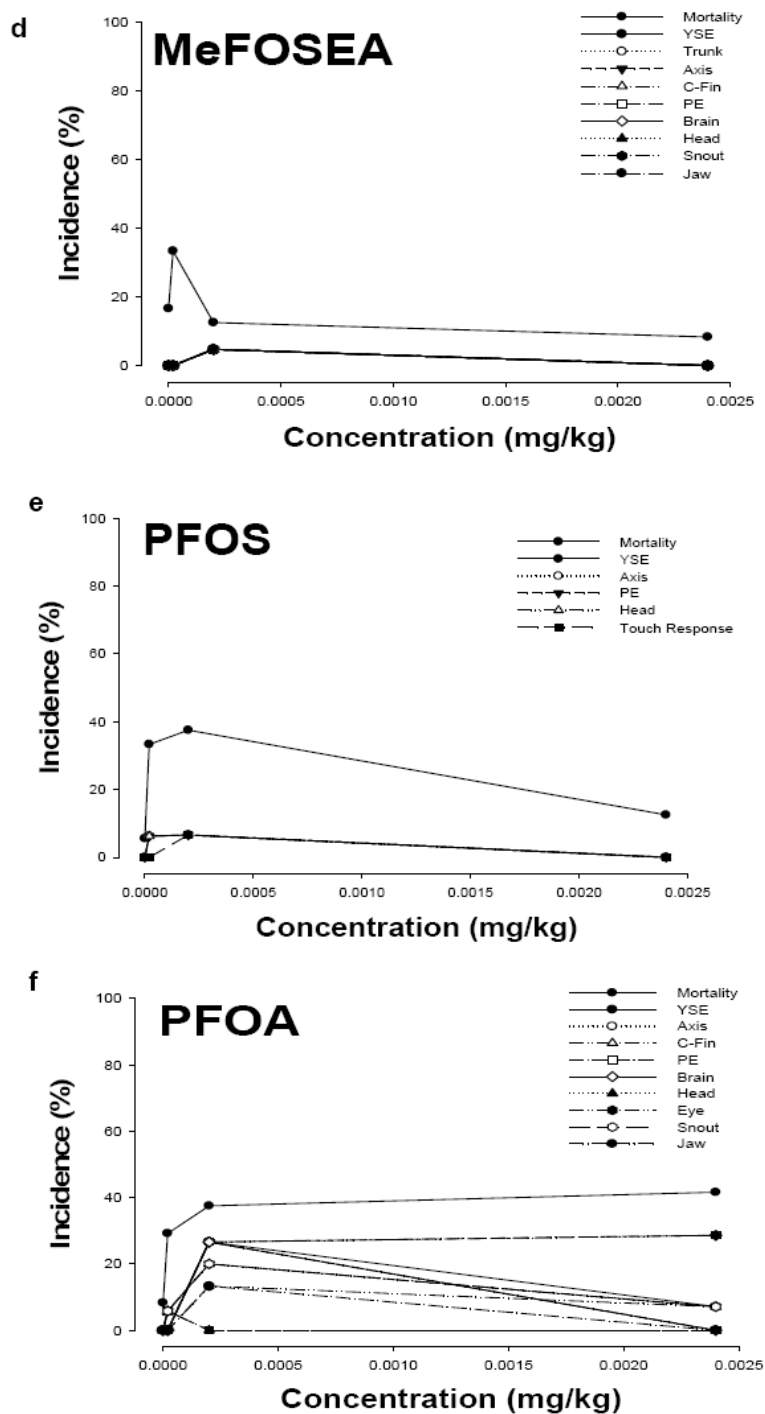 d
MeFOSEA
Mortality
YSE
Trunk
Axis
C-Fin
PE
Brain
Head
Snout
Jaw
100
80
60
40
20
0
Incidence (%)
0.0000 0.0005 0.0010 0.0015 0.0020 0.0025
Concentration (mg/kg)
e
PFOS
Mortality
YSE
Axis
PE
Head
Touch Response
100
80
60
40
20
0
Incidence (%)
0.0000 0.0005 0.0010 0.0015 0.0020 0.0025
Concentration (mg/kg)
f
PFOA
Mortality
YSE
Axis
C-Fin
PE
Brain
Head
Eye
Snout
Jaw
100
80
60
40
20
0
Incidence (%)
0.0000 0.0005 0.0010 0.0015 0.0020 0.0025
Concentration (mg/kg)